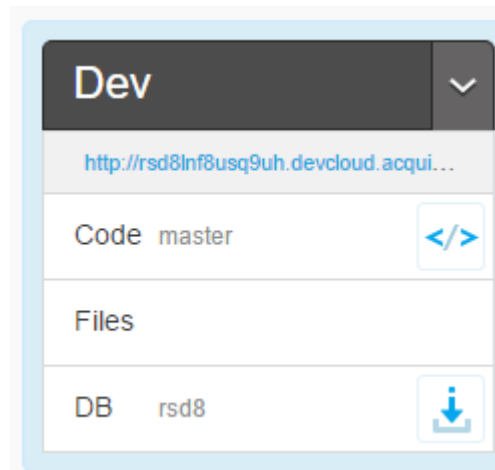 Dev
http://rsd8lnf8usq9uh.devcloud.acqui...
Code master
</>
Files
DB rsd8